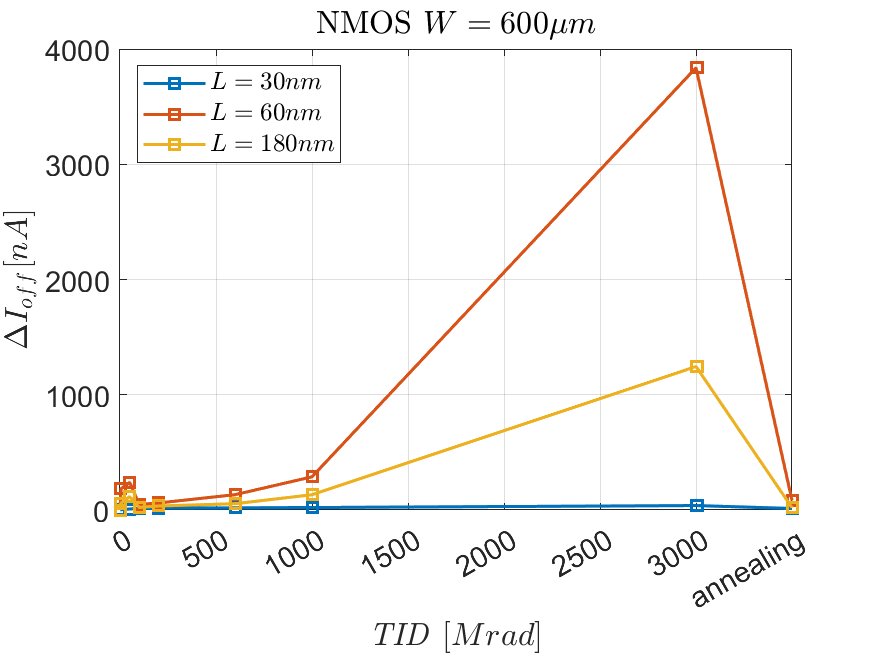 NMOS W = 600μm
L = 30nm
L = 60nm
L = 180nm
4000
3000
2000
1000
0
ΔI_off[nA]
0
500
1000
1500
2000
2500
3000
annealing
TID [Mrad]